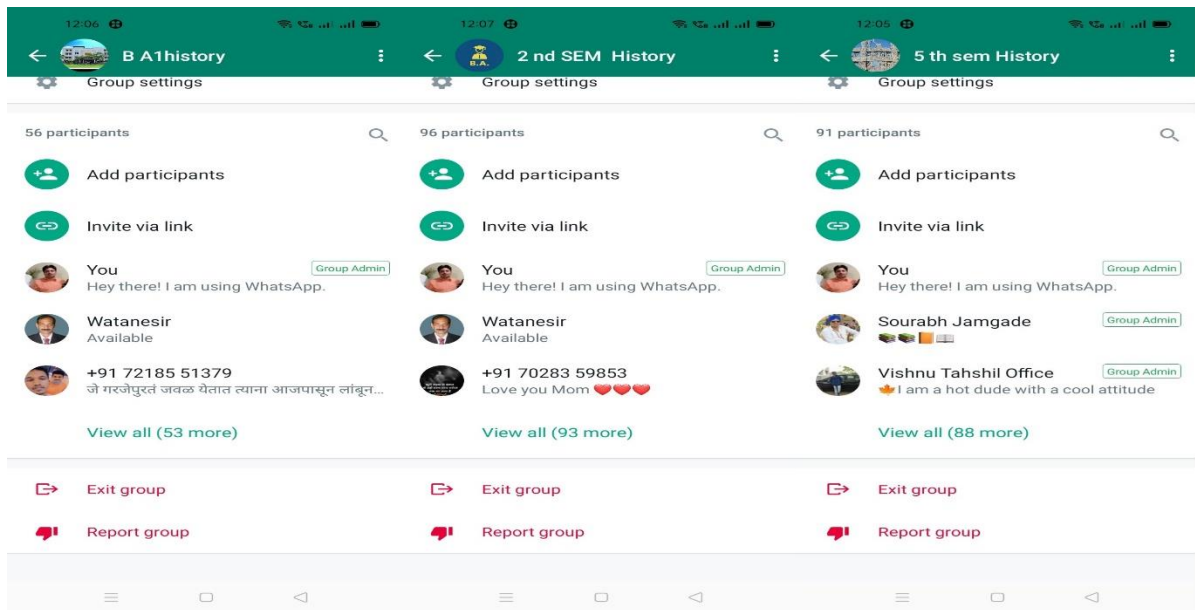 12:06
B A1history
Group settings
56 participants
Add participants
Invite via link
You
Group Admin
Hey there! I am using WhatsApp.
Watanesir
Available
+91 72185 51379
जे गरजेपुरतं जवळ येतात त्याना आजपासून लांबून...
View all (53 more)
Exit group
Report group
12:07
B.A.
2 nd SEM History
Group settings
96 participants
Add participants
Invite via link
You
Group Admin
Hey there! I am using WhatsApp.
Watanesir
Available
+91 70283 59853
Love you Mom ❤️❤️❤️
View all (93 more)
Exit group
Report group
12:05
5 th sem History
Group settings
91 participants
Add participants
Invite via link
You
Group Admin
Hey there! I am using WhatsApp.
Sourabh Jamgade
Group Admin
📚📚📙📖
Vishnu Tahshil Office
Group Admin
🍁I am a hot dude with a cool attitude
View all (88 more)
Exit group
Report group